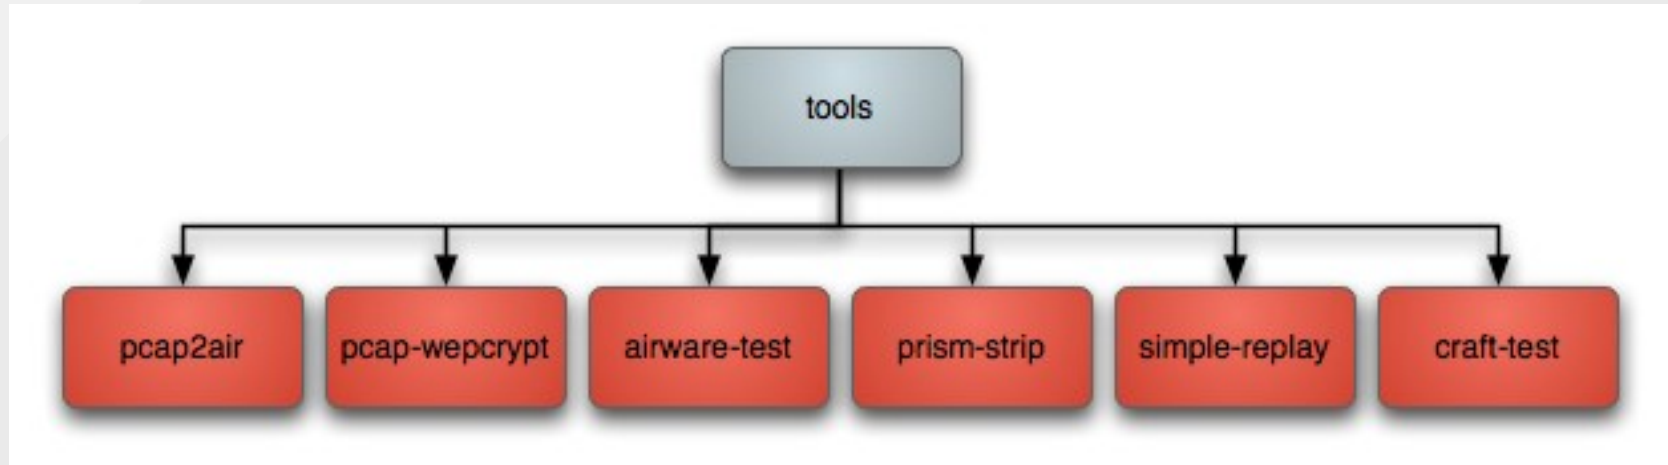 tools
pcap2air
pcap-wepcrypt
airware-test
prism-strip
simple-replay
craft-test